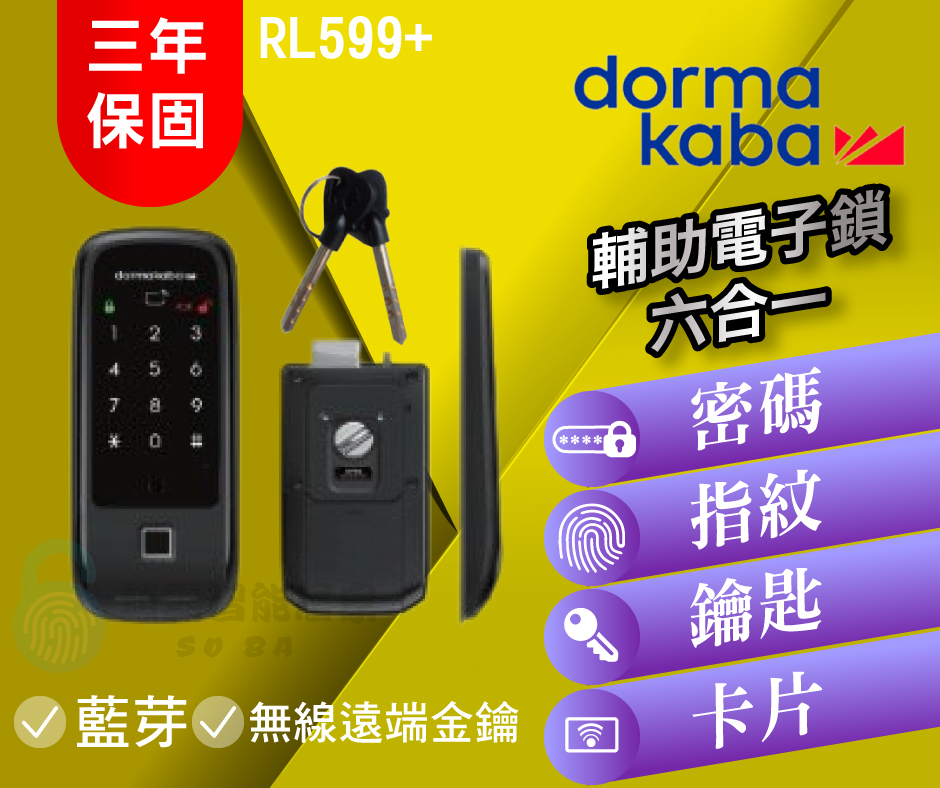 三年
保固
RL599+
dorma
kaba
輔助電子鎖
六合一
dormakaba
1 2 3
4 5 6
7 8 9
* 0 #
****
密碼
指紋
鑰匙
卡片
SO BA
藍芽
無線遠端金鑰